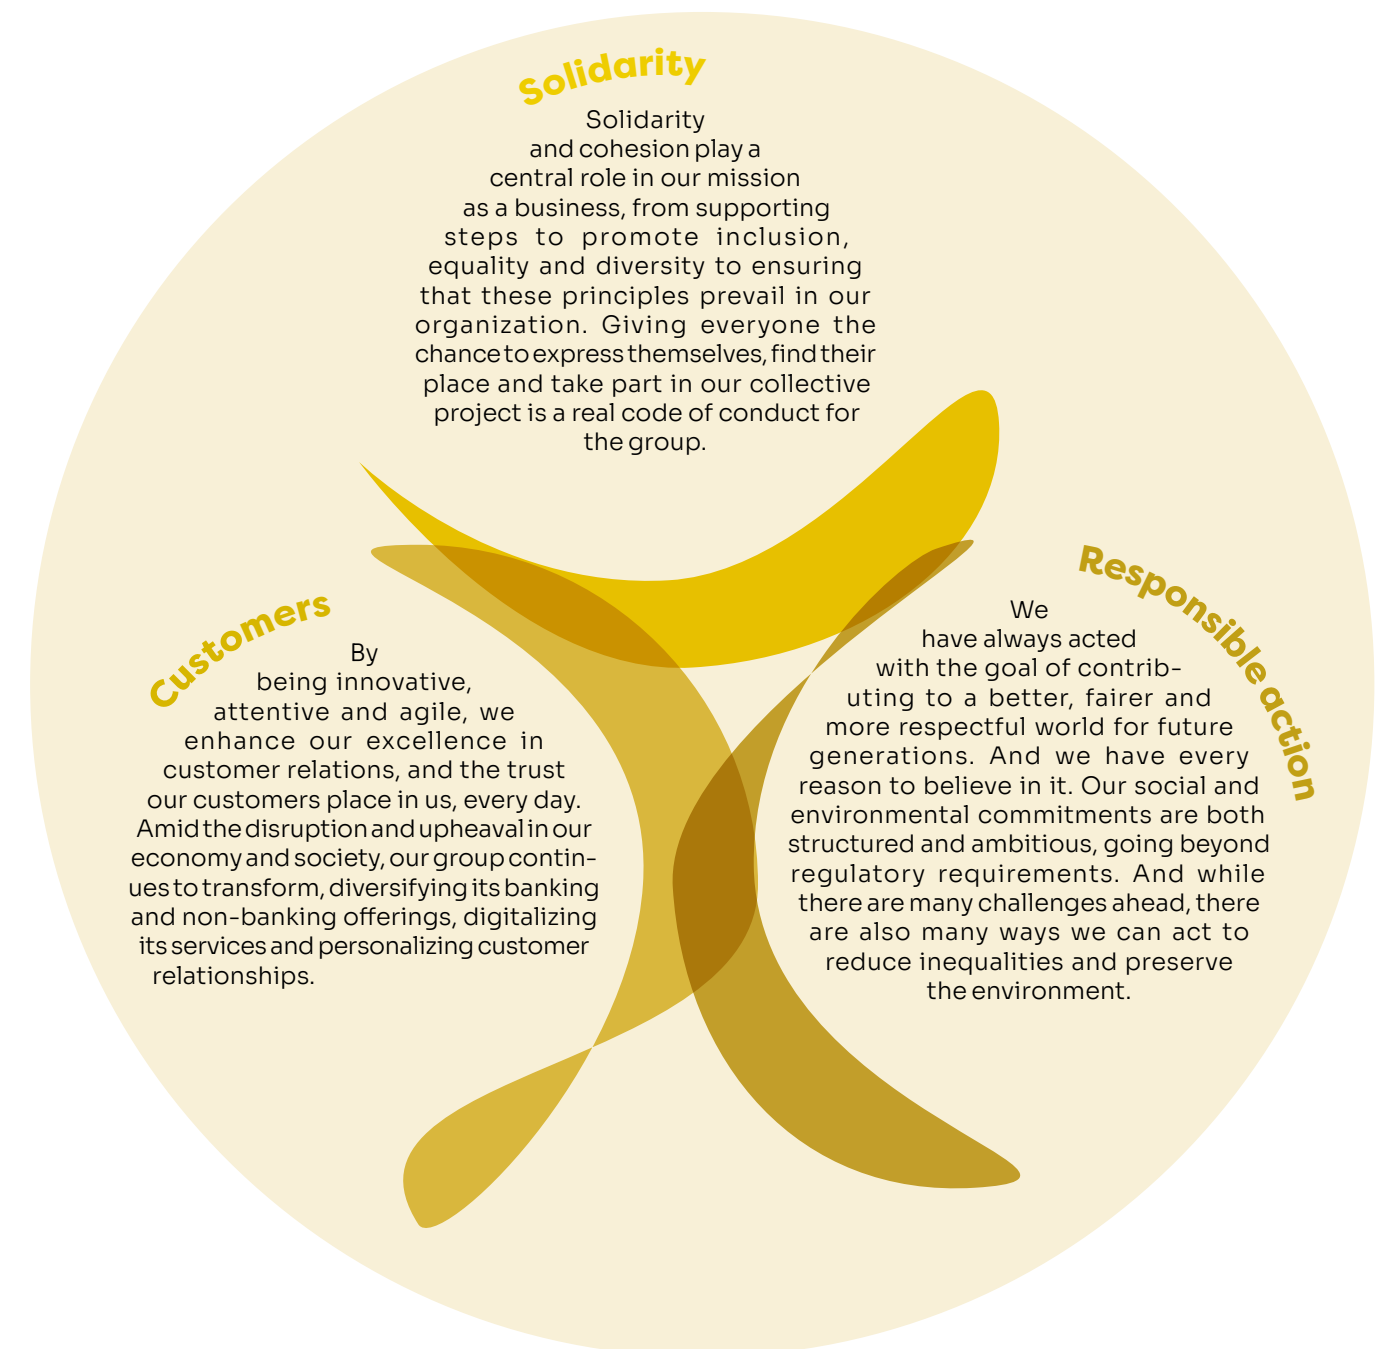 Solidarity
Solidarity
and cohesion play a
central role in our mission
as a business, from supporting
steps to promote inclusion,
equality and diversity to ensuring
that these principles prevail in our
organization. Giving everyone the
chance to express themselves, find their
place and take part in our collective
project is a real code of conduct for
the group.
Customers
By
being innovative,
attentive and agile, we
enhance our excellence in
customer relations, and the trust
our customers place in us, every day.
Amid the disruption and upheaval in our
economy and society, our group contin-
ues to transform, diversifying its banking
and non-banking offerings, digitalizing
its services and personalizing customer
relationships.
Responsible action
We
have always acted
with the goal of contrib-
uting to a better, fairer and
more respectful world for future
generations. And we have every
reason to believe in it. Our social and
environmental commitments are both
structured and ambitious, going beyond
regulatory requirements. And while
there are many challenges ahead, there
are also many ways we can act to
reduce inequalities and preserve
the environment.